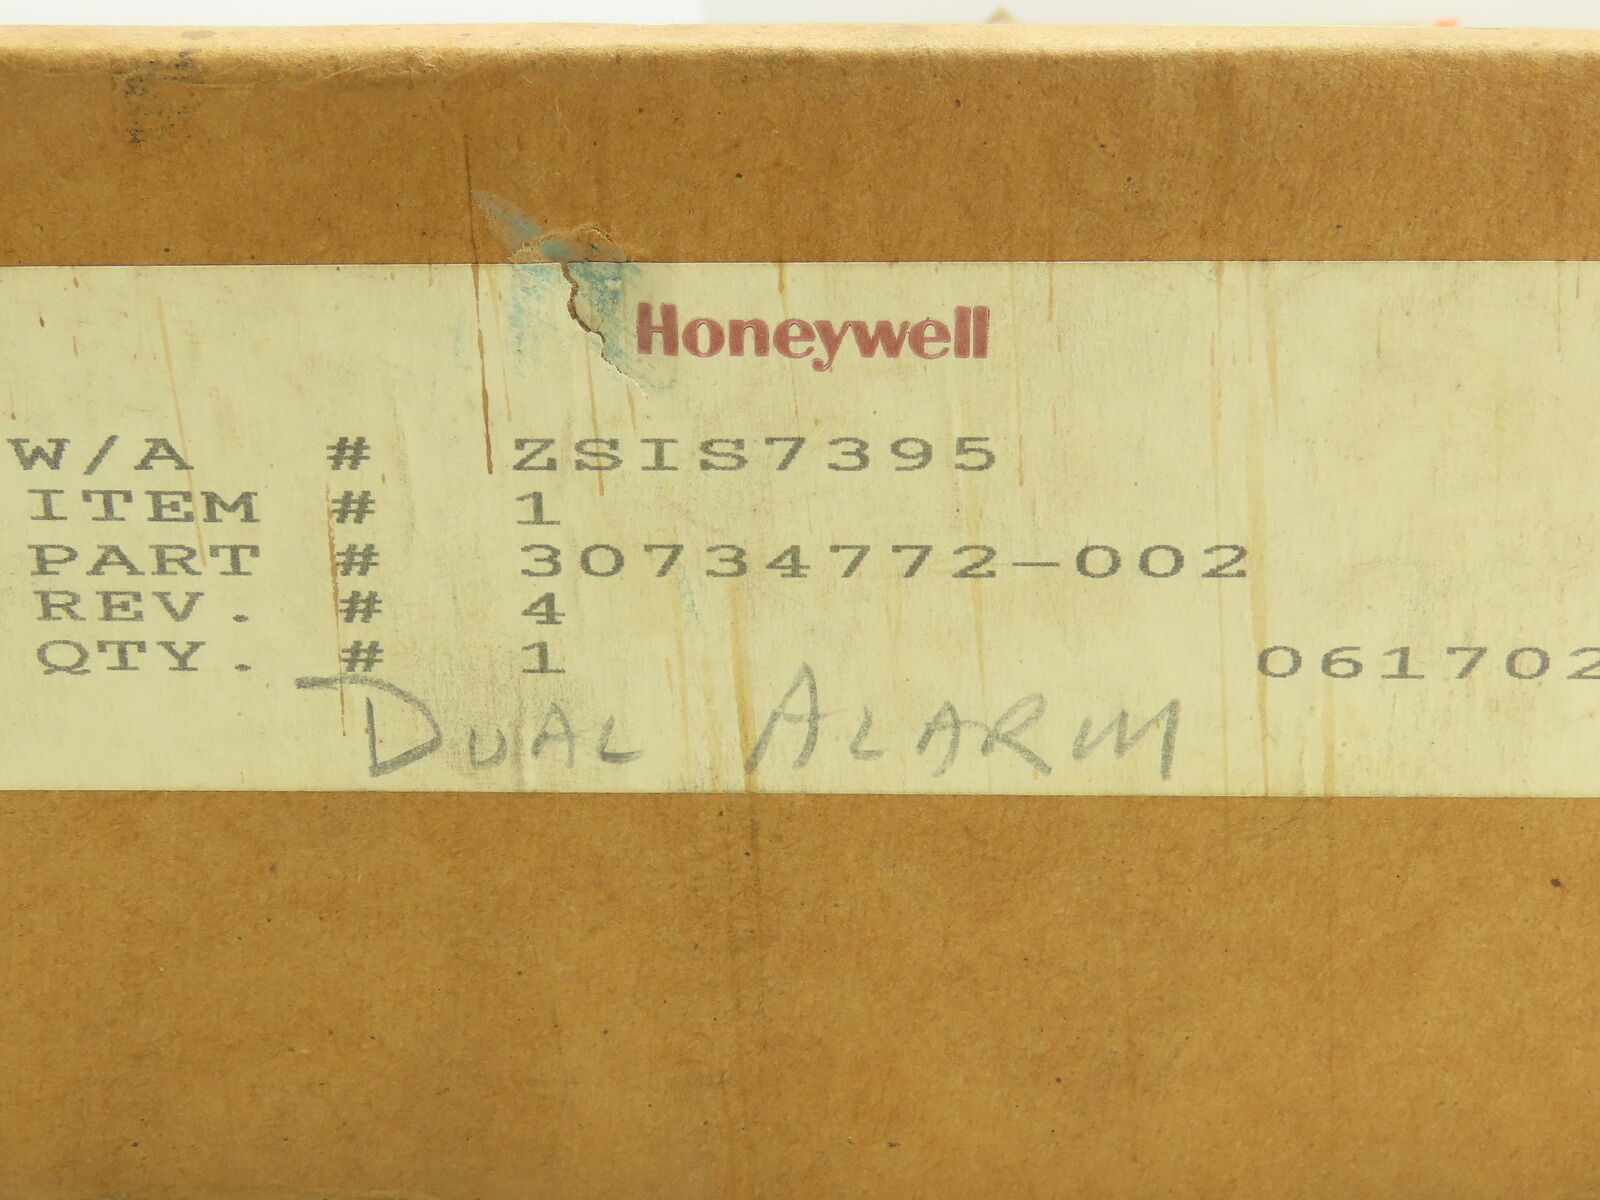 Honeywell
W/A # ZSIS7395
ITEM # 1
PART # 30734772-002
REV. # 4
QTY. # 1 061702
DUAL ALARM